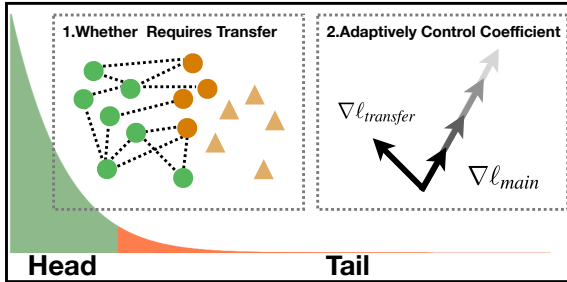 1.Whether Requires Transfer
2.Adaptively Control Coefficient
∇ℓtransfer
∇ℓmain
Head
Tail